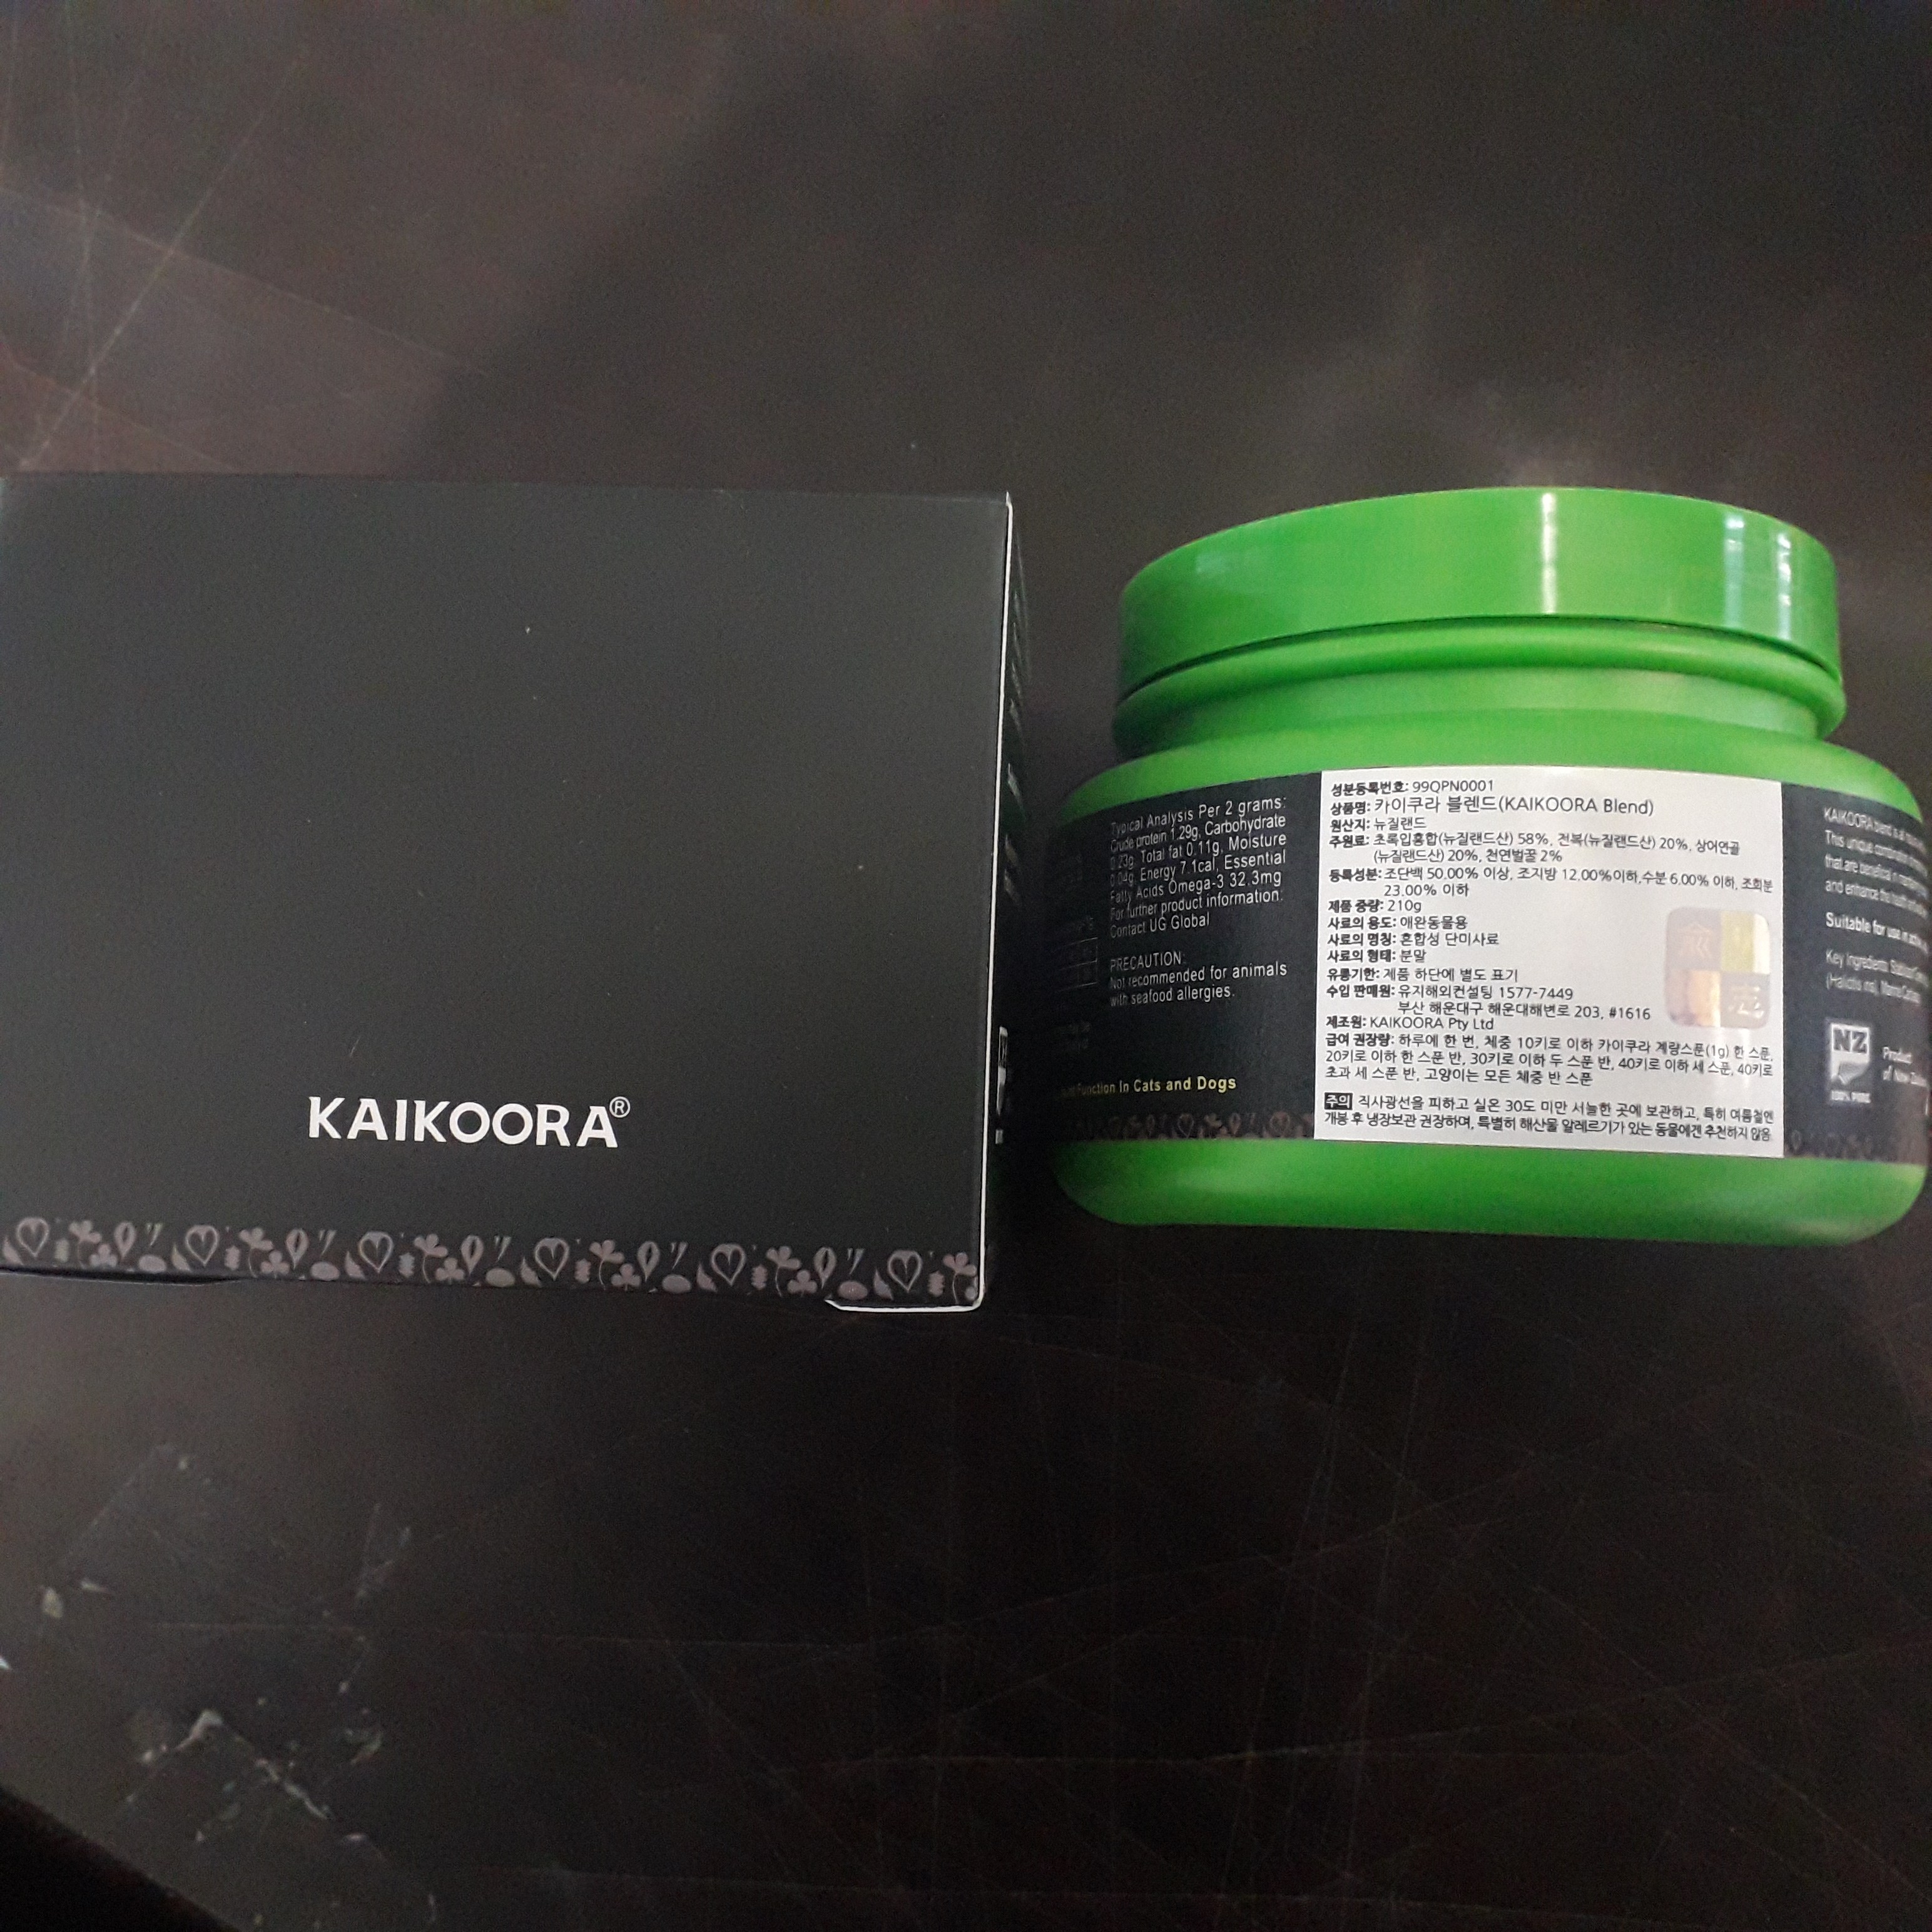 KAIKOORA®
Typical Analysis Per 2 grams:
Crude protein 1.29g, Carbohydrate
0.23g, Total fat 0.11g, Moisture
0.04g, Energy 7.1cal, Essential
Fatty Acids Omega-3 32.3mg
For further product information:
Contact UG Global
PRECAUTION:
Not recommended for animals
with seafood allergies.
Function In Cats and Dogs
성분등록번호: 99QPN0001
상품명: 카이쿠라 블렌드(KAIKOORA Blend)
원산지: 뉴질랜드
주원료: 초록입홍합(뉴질랜드산) 58%, 전복(뉴질랜드산) 20%, 상어연골
(뉴질랜드산) 20%, 천연벌꿀 2%
등록성분: 조단백 50.00% 이상, 조지방 12.00%이하,수분 6.00% 이하, 조회분
23.00% 이하
제품 중량: 210g
사료의 용도: 애완동물용
사료의 명칭: 혼합성 단미사료
사료의 형태: 분말
유통기한: 제품 하단에 별도 표기
수입 판매원: 유지해외컨설팅 1577-7449
부산 해운대구 해운대해변로 203, #1616
제조원: KAIKOORA Pty Ltd
급여 권장량: 하루에 한 번, 체중 10키로 이하 카이쿠라 계량스푼(1g) 한 스푼,
20키로 이하 한 스푼 반, 30키로 이하 두 스푼 반, 40키로 이하 세 스푼, 40키로
초과 세 스푼 반, 고양이는 모든 체중 반 스푼
주의 직사광선을 피하고 실온 30도 미만 서늘한 곳에 보관하고, 특히 여름철엔
개봉 후 냉장보관 권장하며, 특별히 해산물 알레르기가 있는 동물에겐 추천하지 않음.
KAIKOORA blend is
This unique
that are beneficial
and enhance the
Suitable for use in
Key Ingredients
NZ
100% PURE
Product
of New